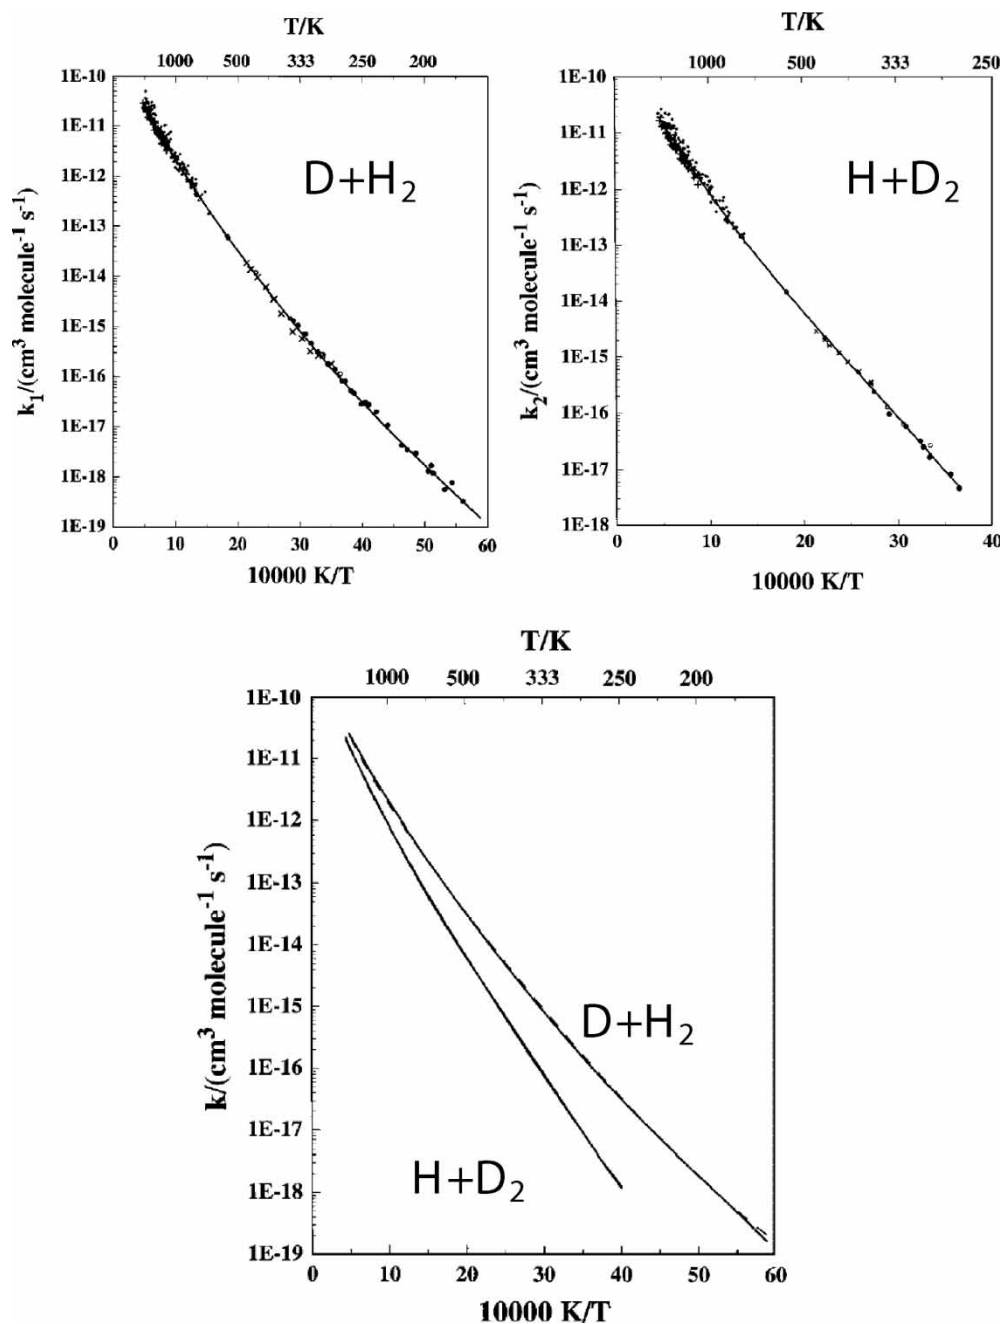 T/K
1000 500 333 250 200
1E-10
1E-11
1E-12
1E-13
1E-14
1E-15
1E-16
1E-17
1E-18
1E-19
k₁/(cm³ molecule⁻¹ s⁻¹)
D+H₂
0 10 20 30 40 50 60
10000 K/T
T/K
1000 500 333 250
1E-10
1E-11
1E-12
1E-13
1E-14
1E-15
1E-16
1E-17
1E-18
k₂/(cm³ molecule⁻¹ s⁻¹)
H+D₂
0 10 20 30 40
10000 K/T
T/K
1000 500 333 250 200
1E-10
1E-11
1E-12
1E-13
1E-14
1E-15
1E-16
1E-17
1E-18
1E-19
k/(cm³ molecule⁻¹ s⁻¹)
D+H₂
H+D₂
0 10 20 30 40 50 60
10000 K/T